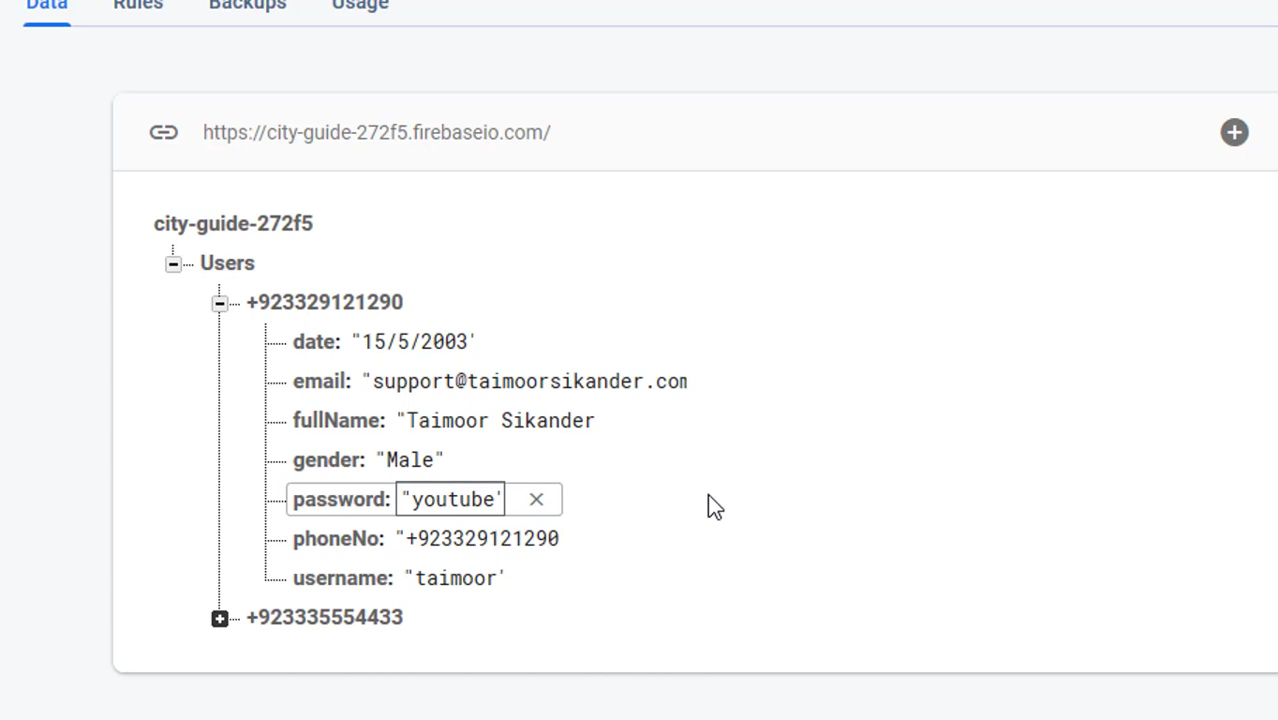 Data Rules Backups Usage
https://city-guide-272f5.firebaseio.com/
city-guide-272f5
Users
+923329121290
date: "15/5/2003'
email: "support@taimoorsikander.com
fullName: "Taimoor Sikander
gender: "Male"
password: "youtube'
phoneNo: "+923329121290
username: "taimoor'
+923335554433